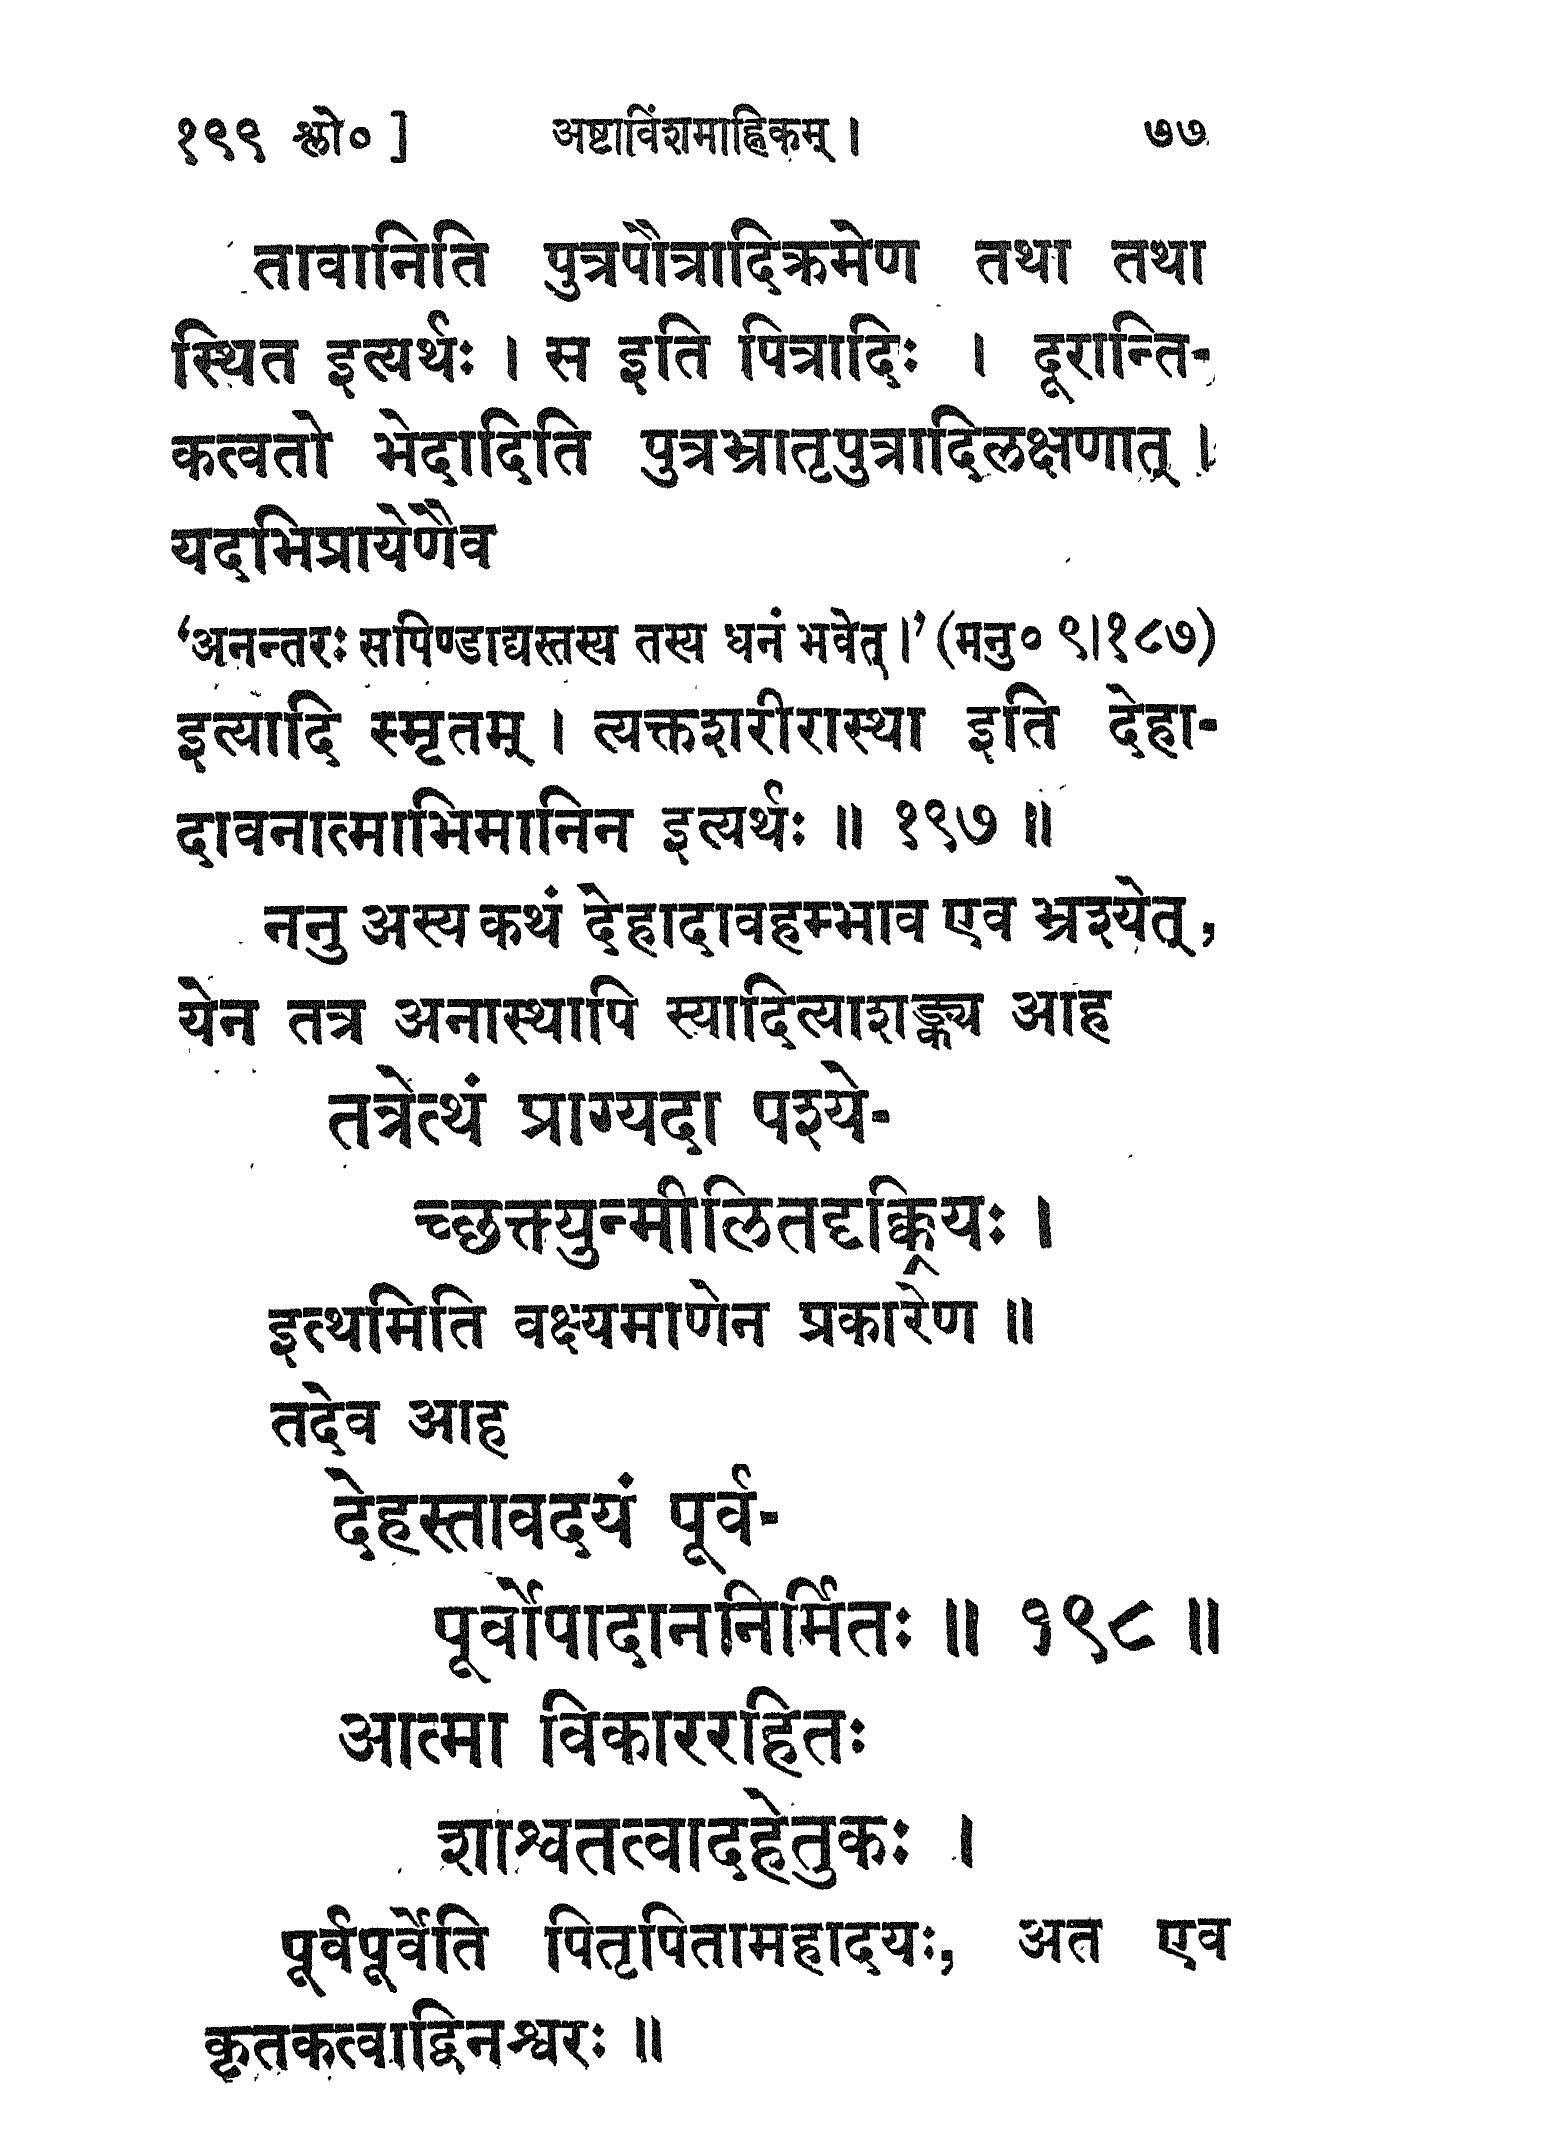 १९९ श्लो० ] अष्टाविंशमाह्निकम् । ७७
तावानिति पुत्रपौत्रादिक्रमेण तथा तथा
स्थित इत्यर्थः । स इति पित्रादिः । दूरान्ति-
कत्वतो भेदादिति पुत्रभ्रातृपुत्रादिलक्षणात् ।
यदभिप्रायेणैव
‘अनन्तरः सपिण्डाद्यस्तस्य तस्य धनं भवेत् ।’ (मनु० ९।१८७)
इत्यादि स्मृतम् । त्यक्तशरीरास्था इति देहा-
दावनात्माभिमानिन इत्यर्थः ॥ १९७ ॥
ननु अस्य कथं देहादावहम्भाव एव भ्रश्येत्,
येन तत्र अनास्थापि स्यादित्याशङ्क्य आह
तत्रेत्थं प्राग्यदा पश्ये-
च्छक्त्युन्मीलितदृक्क्रियः ।
इत्थमिति वक्ष्यमाणेन प्रकारेण ॥
तदेव आह
देहस्तावदयं पूर्व-
पूर्वोपादाननिर्मितः ॥ १९८ ॥
आत्मा विकाररहितः
शाश्वतत्वादहेतुकः ।
पूर्वपूर्वेति पितृपितामहादयः, अत एव
कृतकत्वाद्विनश्वरः ॥